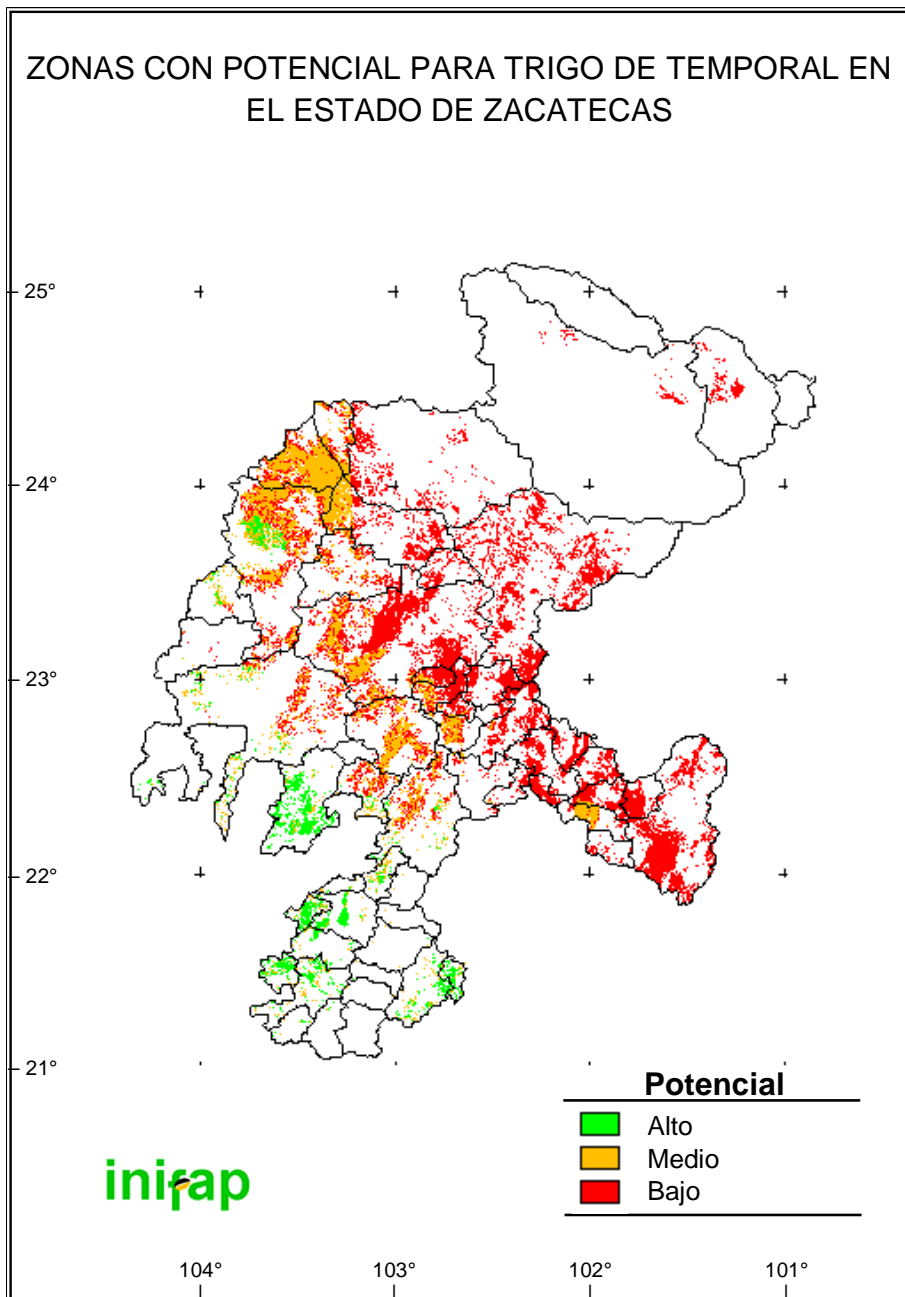 ZONAS CON POTENCIAL PARA TRIGO DE TEMPORAL EN
EL ESTADO DE ZACATECAS
25°
24°
23°
22°
21°
Potencial
Alto
Medio
Bajo
inifap
104°
103°
102°
101°